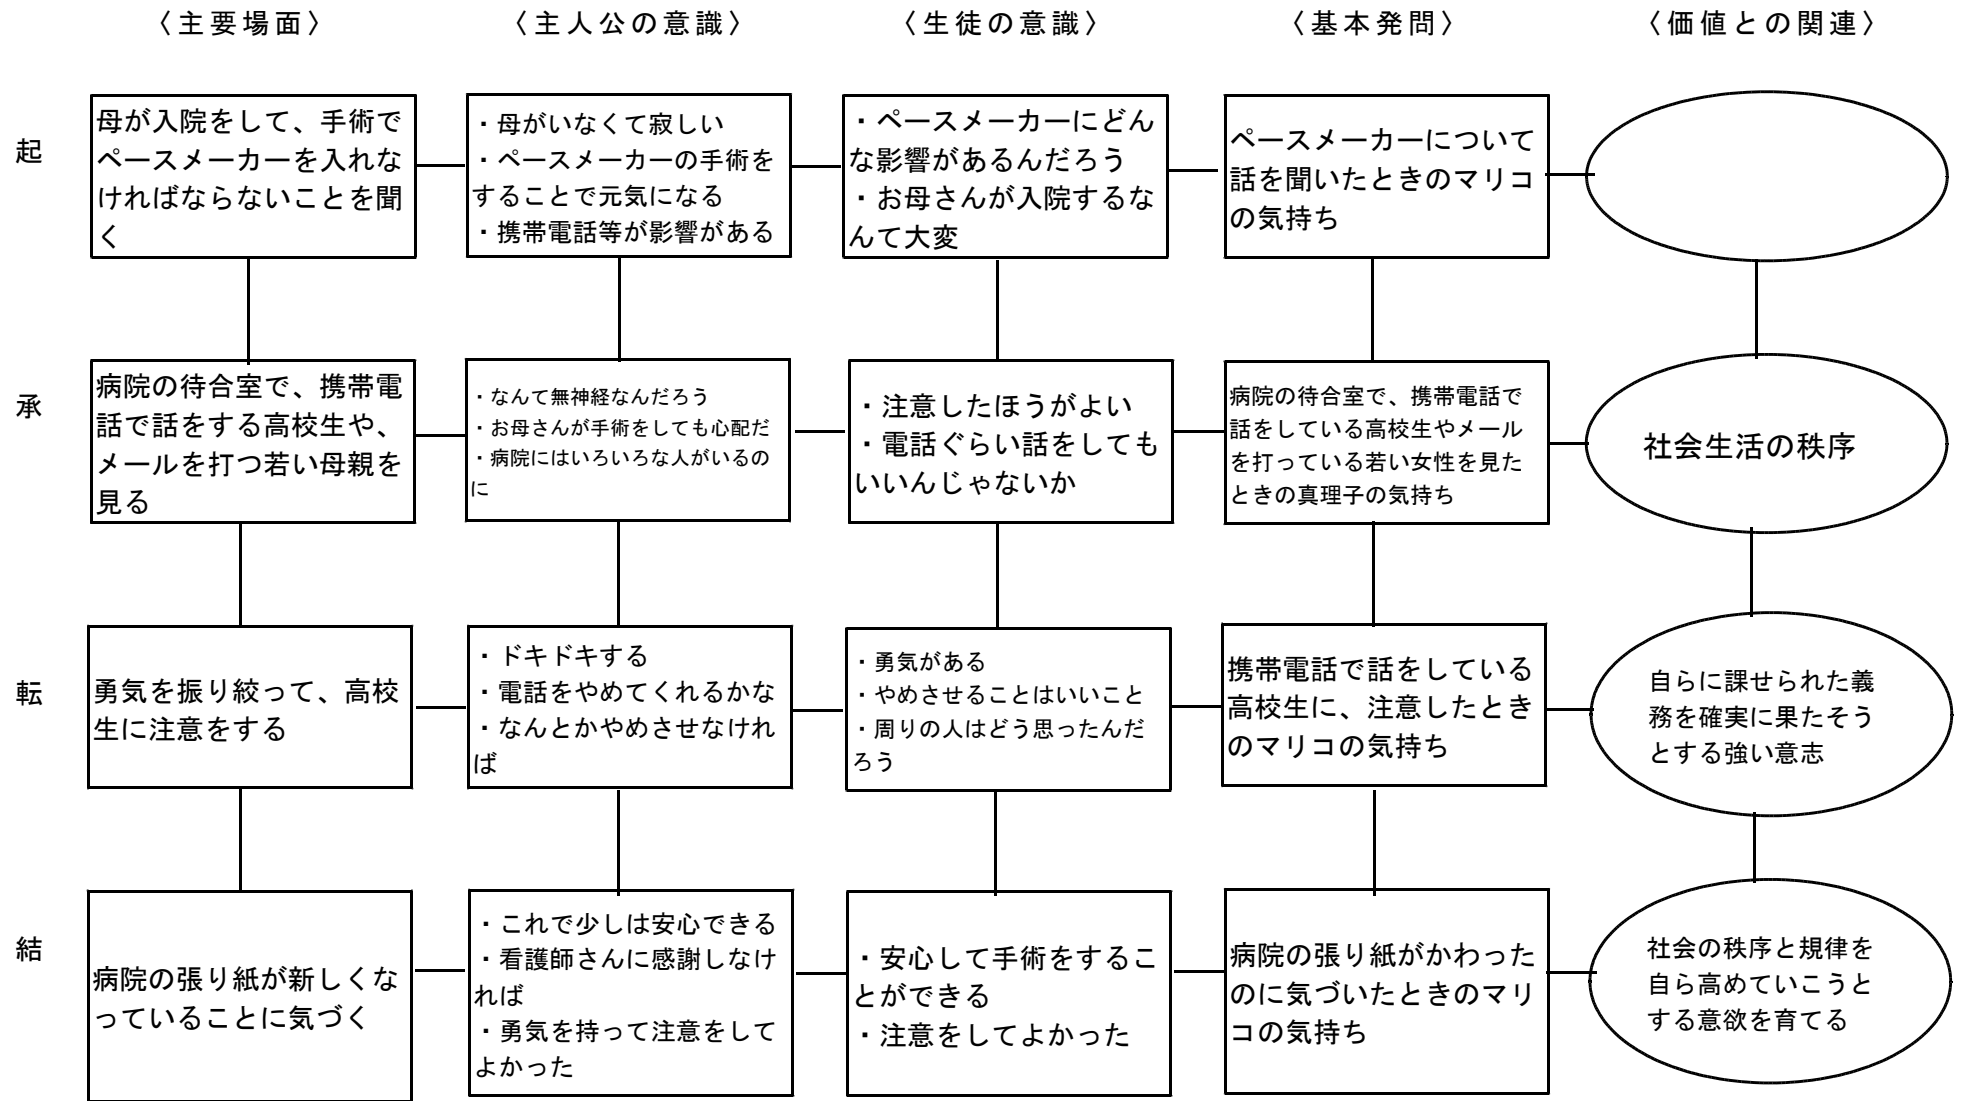 〈主要場面〉
〈主人公の意識〉
〈生徒の意識〉
〈基本発問〉
〈価値との関連〉
起
母が入院をして、手術で
ペースメーカーを入れな
ければならないことを聞
く
・母がいなくて寂しい
・ペースメーカーの手術を
することで元気になる
・携帯電話等が影響がある
・ペースメーカーにどん
な影響があるんだろう
・お母さんが入院するな
んて大変
ペースメーカーについて
話を聞いたときのマリコ
の気持ち
承
病院の待合室で、携帯電
話で話をする高校生や、
メールを打つ若い母親を
見る
・なんて無神経なんだろう
・お母さんが手術をしても心配だ
・病院にはいろいろな人がいるの
に
・注意したほうがよい
・電話ぐらい話をしても
いいんじゃないか
病院の待合室で、携帯電話で
話をしている高校生やメール
を打っている若い女性を見た
ときの真理子の気持ち
社会生活の秩序
転
勇気を振り絞って、高校
生に注意をする
・ドキドキする
・電話をやめてくれるかな
・なんとかやめさせなけれ
ば
・勇気がある
・やめさせることはいいこと
・周りの人はどう思ったんだ
ろう
携帯電話で話をしている
高校生に、注意したとき
のマリコの気持ち
自らに課せられた義
務を確実に果たそう
とする強い意志
結
病院の張り紙が新しくな
っていることに気づく
・これで少しは安心できる
・看護師さんに感謝しなけ
れば
・勇気を持って注意をして
よかった
・安心して手術をするこ
とができる
・注意をしてよかった
病院の張り紙がかわった
のに気づいたときのマリ
コの気持ち
社会の秩序と規律を
自ら高めていこうと
する意欲を育てる